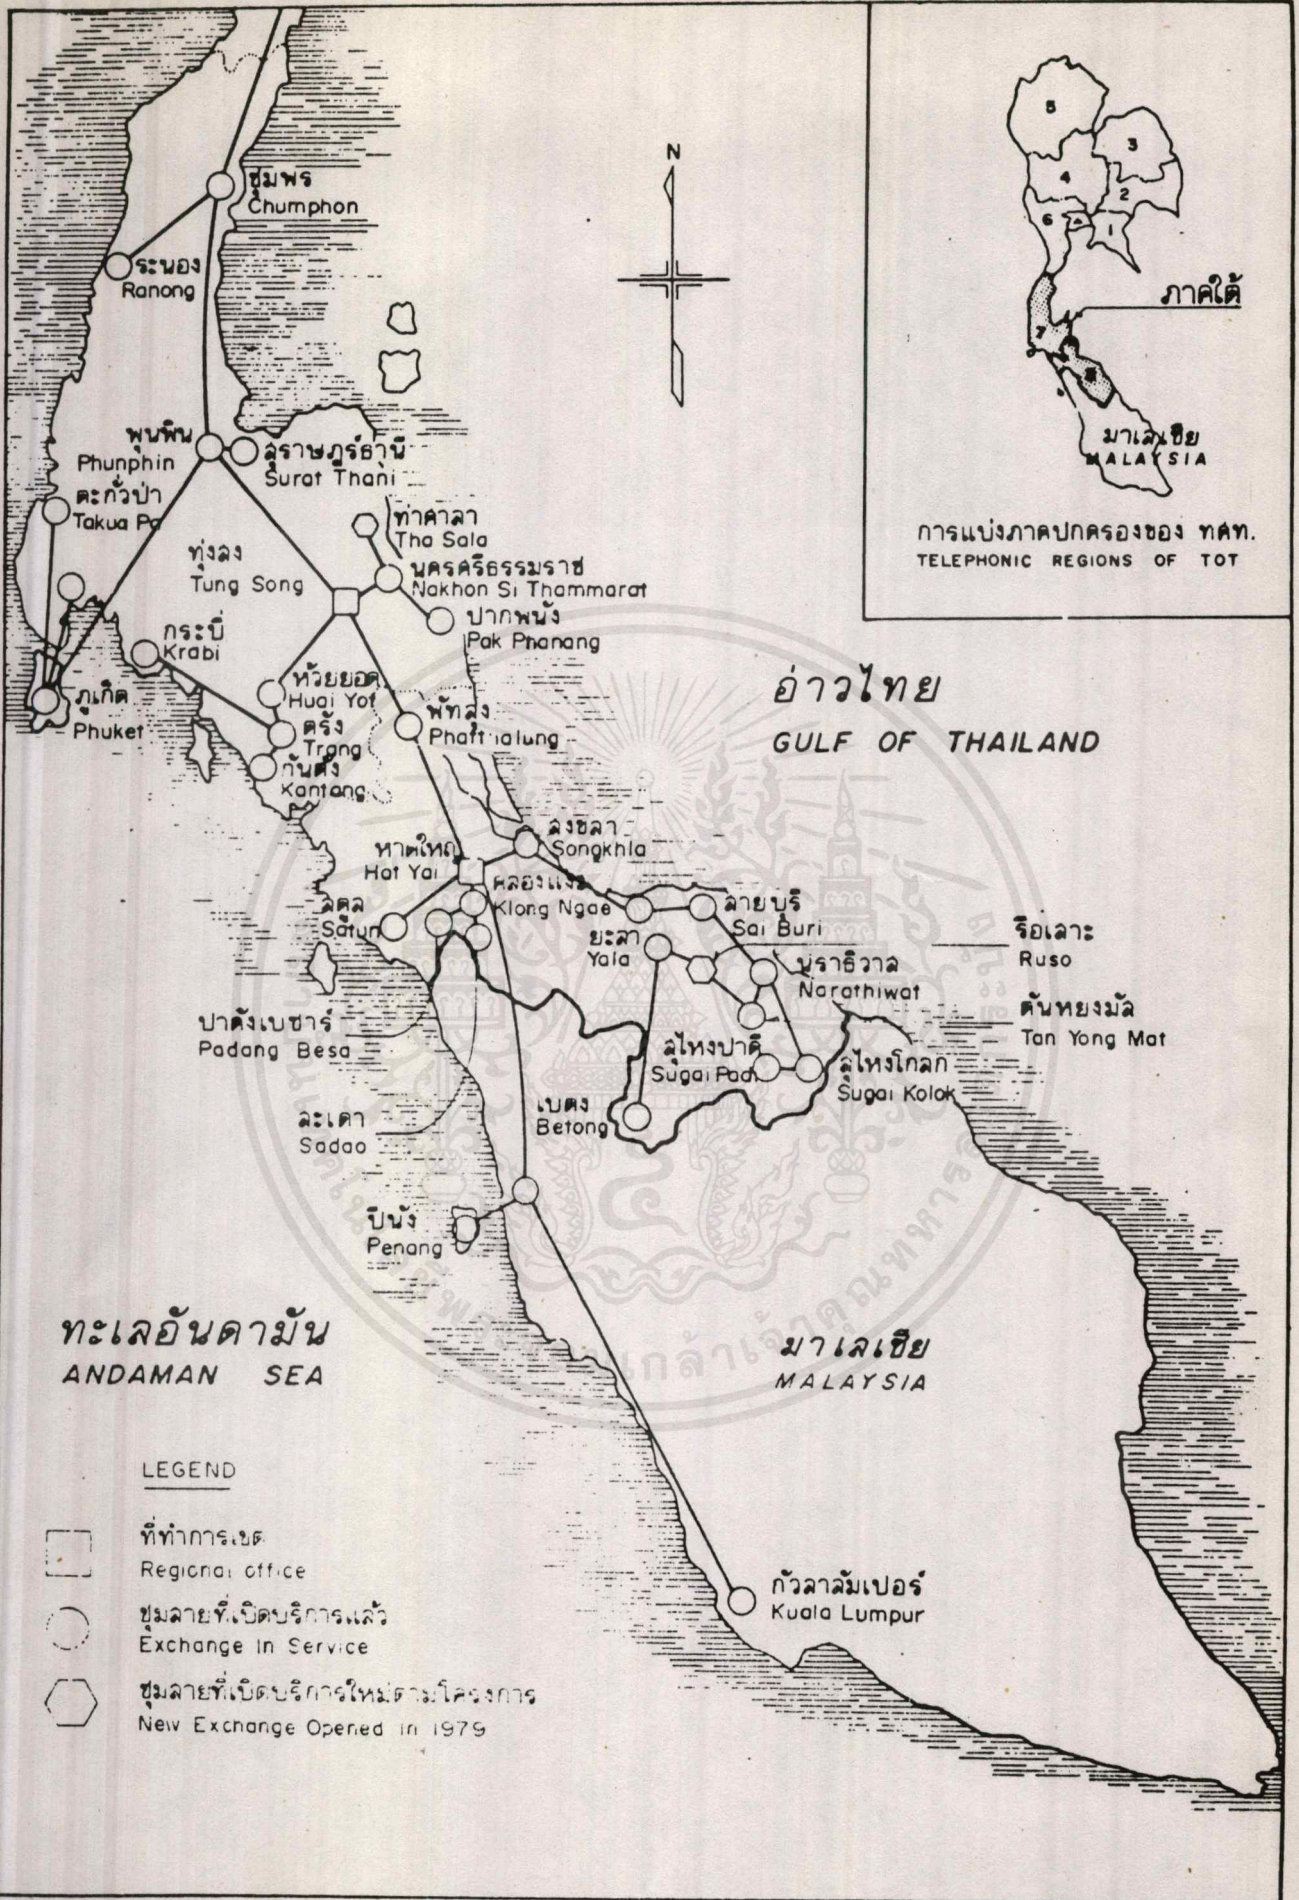 ชุมพร
Chumphon
ระนอง
Ranong
N
5
3
4
2
6
1
ภาคใต้
7
8
มาเลเซีย
MALAYSIA
การแบ่งภาคปกครองของ ทศท.
TELEPHONIC REGIONS OF TOT
พุนพิน
Phunphin
สุราษฎร์ธานี
Surat Thani
ตะกั่วป่า
Takua Pa
ท่าศาลา
Tha Sala
ทุ่งสง
Tung Song
นครศรีธรรมราช
Nakhon Si Thammarat
ปากพนัง
Pak Phanang
กระบี่
Krabi
ภูเก็ต
Phuket
ห้วยยอด
Huai Yot
ตรัง
Trang
กันตัง
Kantang
พัทลุง
Phatthalung
อ่าวไทย
GULF OF THAILAND
สงขลา
Songkhla
หาดใหญ่
Hat Yai
คลองแงะ
Klong Ngae
สตูล
Satun
สายบุรี
Sai Buri
ยะลา
Yala
รือเสาะ
Ruso
นราธิวาส
Narathiwat
ตันหยงมัส
Tan Yong Mat
ปาดังเบซาร์
Padang Besa
สุไหงปาดี
Sugai Padi
สุไหงโกลก
Sugai Kolok
สะเดา
Sadao
เบตง
Betong
ปีนัง
Penang
ทะเลอันดามัน
ANDAMAN SEA
มาเลเซีย
MALAYSIA
LEGEND
ที่ทำการเขต
Regional office
ชุมสายที่เปิดบริการแล้ว
Exchange In Service
ชุมสายที่เปิดบริการใหม่ตามโครงการ
New Exchange Opened in 1979
กัวลาลัมเปอร์
Kuala Lumpur